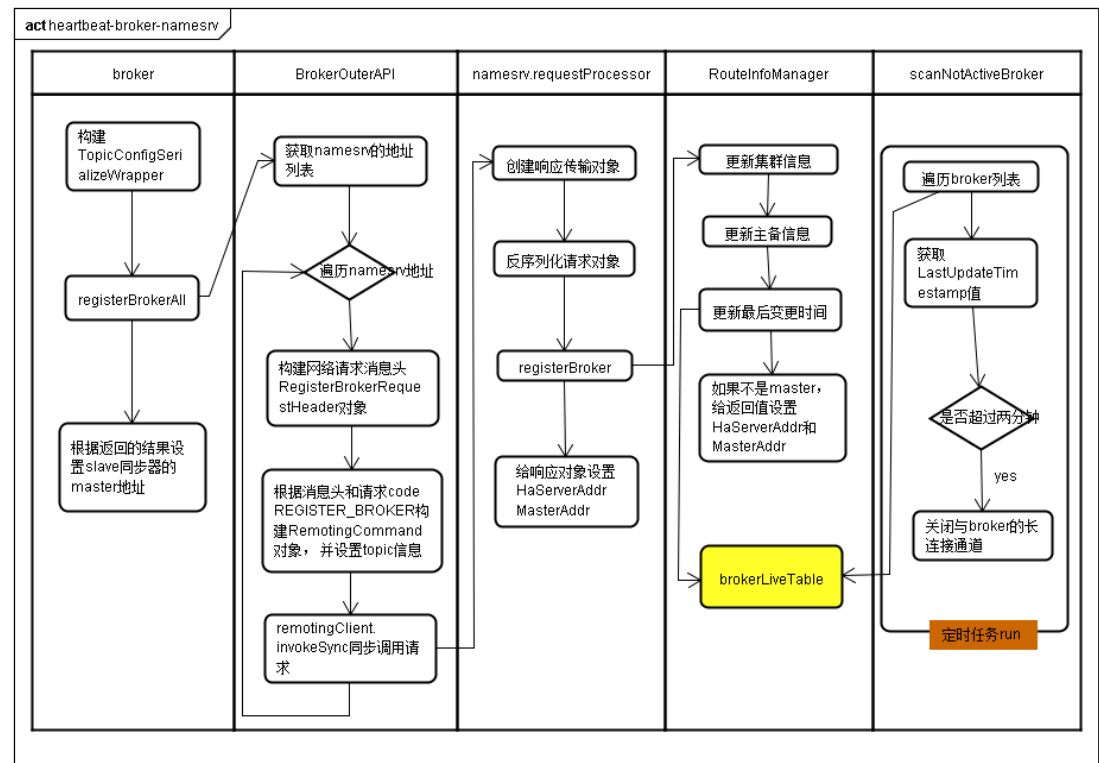 act heartbeat-broker-namesrv
broker
BrokerOuterAPI
namesrv.requestProcessor
RouteInfoManager
scanNotActiveBroker
构建
TopicConfigSeri
alizeWrapper
registerBrokerAll
根据返回的结果设
置slave同步器的
master地址
获取namesrv的地址
列表
遍历namesrv地址
构建网络请求消息头
RegisterBrokerReque
stHeader对象
根据消息头和请求code
REGISTER_BROKER构
建RemotingCommand
对象，并设置topic信息
remotingClient.
invokeSync同步调用请
求
创建响应传输对象
反序列化请求对象
registerBroker
给响应对象设置
HaServerAddr
MasterAddr
更新集群信息
更新主备信息
更新最后变更时间
如果不是master，
给返回值设置
HaServerAddr和
MasterAddr
brokerLiveTable
遍历broker列表
获取
LastUpdateTim
estamp值
是否超过两分钟
yes
关闭与broker的长
连接通道
定时任务run